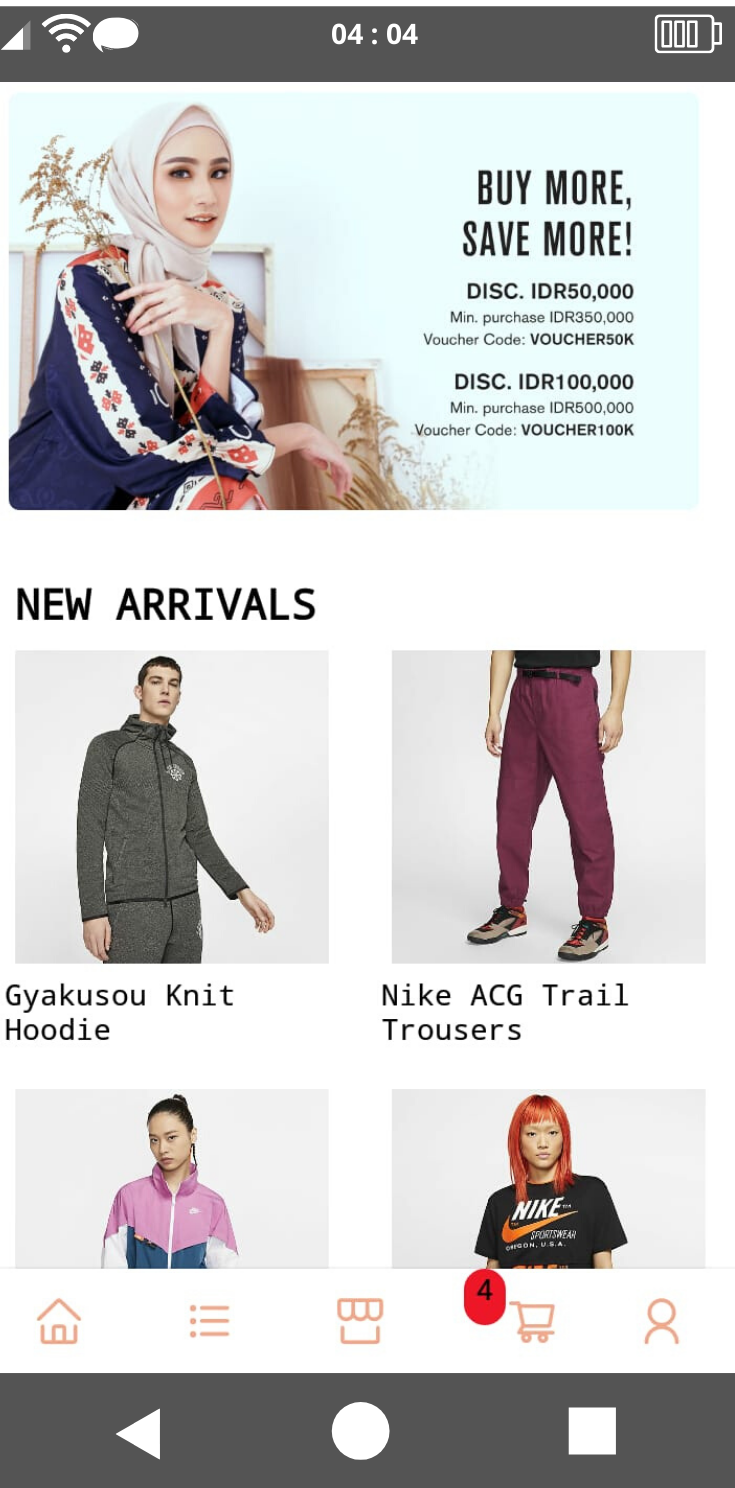 04 : 04
BUY MORE,
SAVE MORE!
DISC. IDR50,000
Min. purchase IDR350,000
Voucher Code: VOUCHER50K
DISC. IDR100,000
Min. purchase IDR500,000
Voucher Code: VOUCHER100K
NEW ARRIVALS
Gyakusou Knit
Hoodie
Nike ACG Trail
Trousers
NIKE
SPORTSWEAR
OREGON, U.S.A.
4